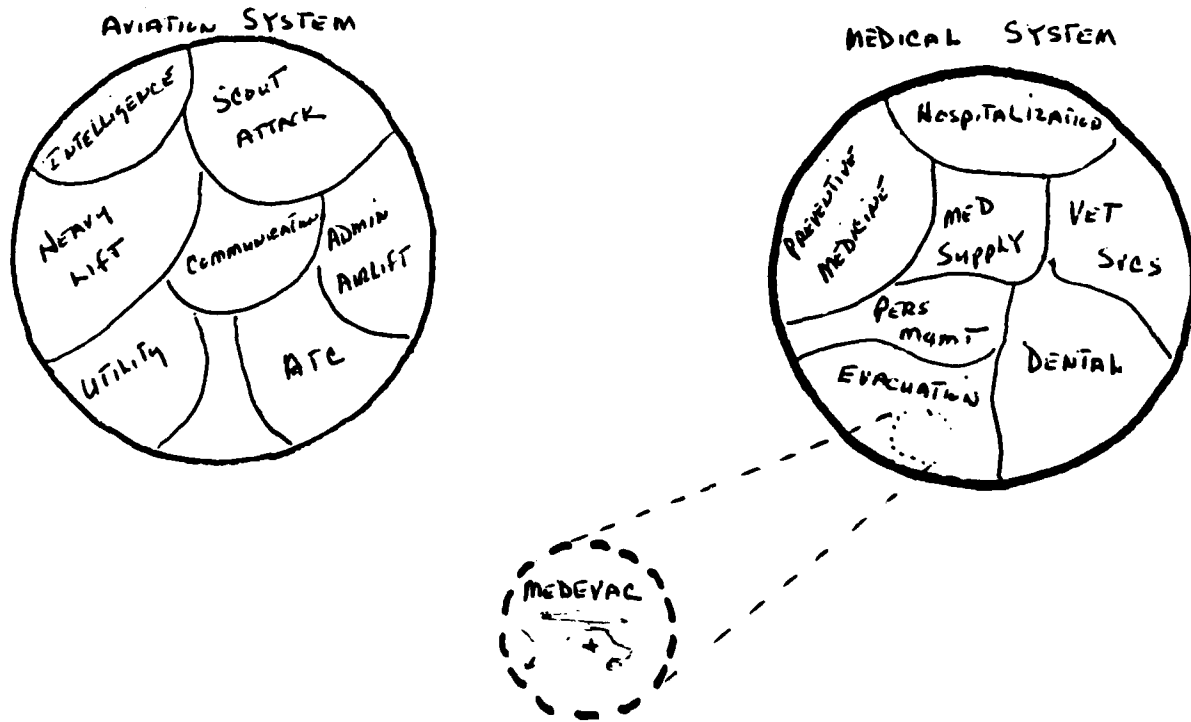 AVIATION SYSTEM
INTELLIGENCE
SCOUT
ATTACK
HEAVY
LIFT
COMMUNICATION
ADMIN
AIRLIFT
UTILITY
ATC
MEDICAL SYSTEM
HOSPITALIZATION
PREVENTIVE
MEDICINE
MED
SUPPLY
VET
SVCS
PERS
MGMT
EVACUATION
DENTAL
MEDEVAC